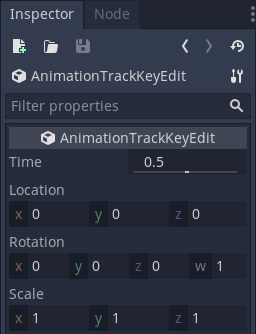 Inspector Node
AnimationTrackKeyEdit
Filter properties
AnimationTrackKeyEdit
Time 0.5
Location
x 0 y 0 z 0
Rotation
x 0 y 0 z 0 w 1
Scale
x 1 y 1 z 1